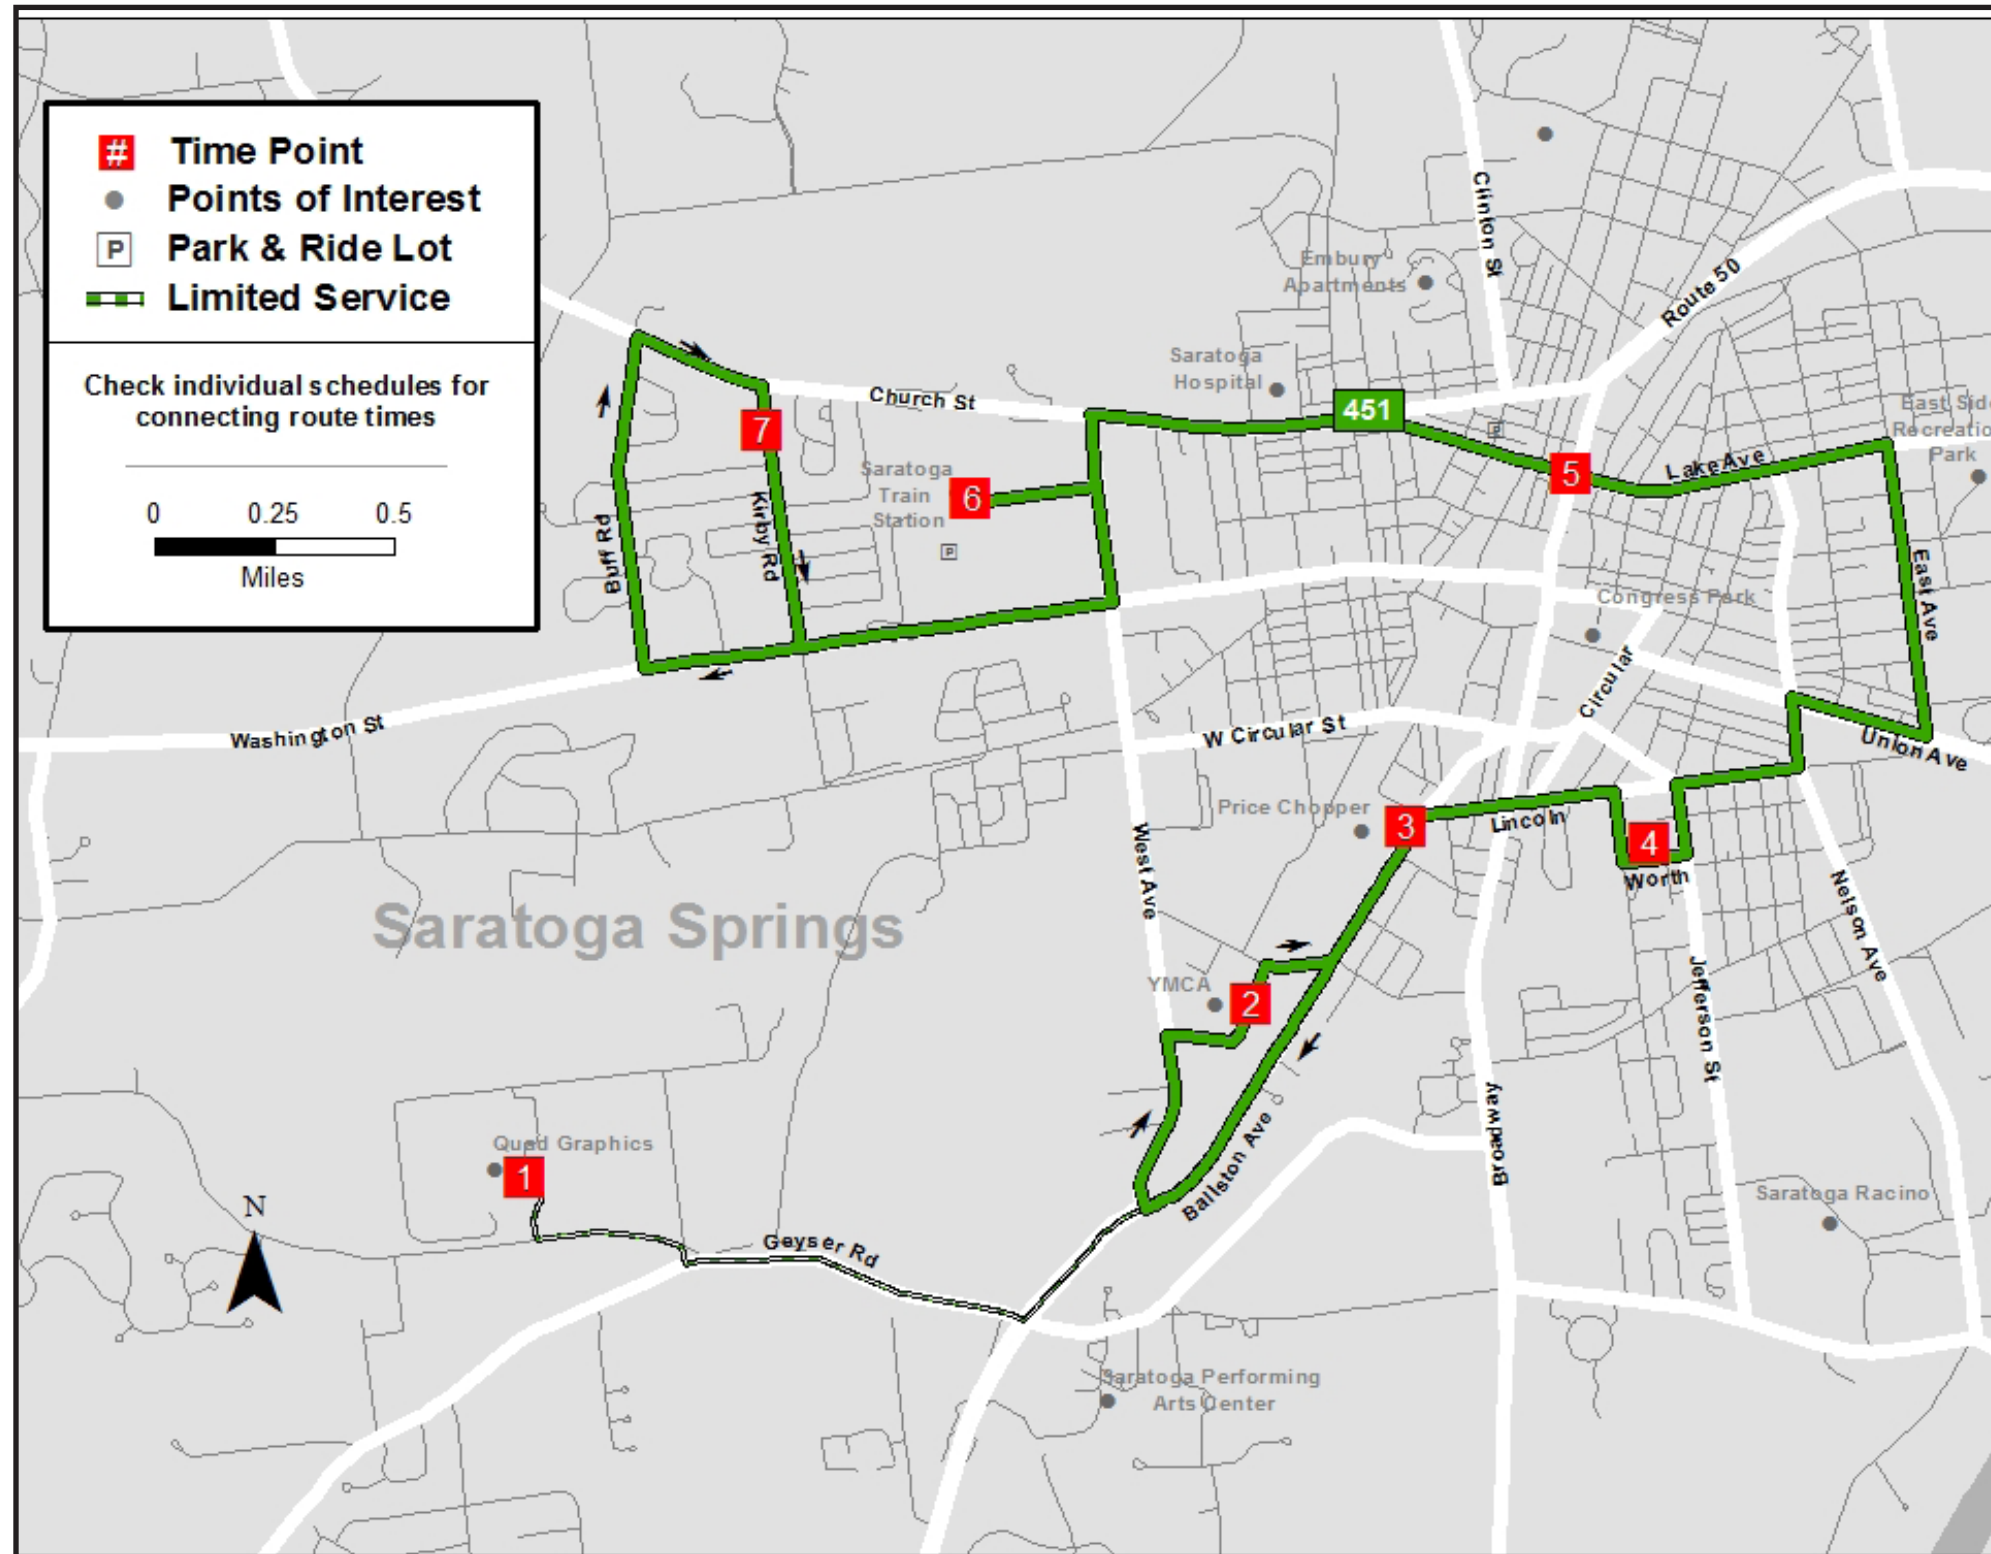 # Time Point
Points of Interest
P Park & Ride Lot
Limited Service
Check individual schedules for
connecting route times
0 0.25 0.5
Miles
Clinton St
Route 50
Embury
Apartments
Saratoga
Hospital
451
Church St
P
East Side
Recreatio
Park
7
Saratoga
Train
Station
6
5
Lake Ave
P
Buff Rd
Kirby Rd
East Ave
Congress Park
Circular
Washington St
W Circular St
Union Ave
Price Chopper
3
Lincoln
4
Worth
West Ave
Nelson Ave
Saratoga Springs
YMCA
2
Jefferson St
Broadway
Ballston Ave
Quad Graphics
1
Saratoga Racino
N
Geyser Rd
Saratoga Performing
Arts Center